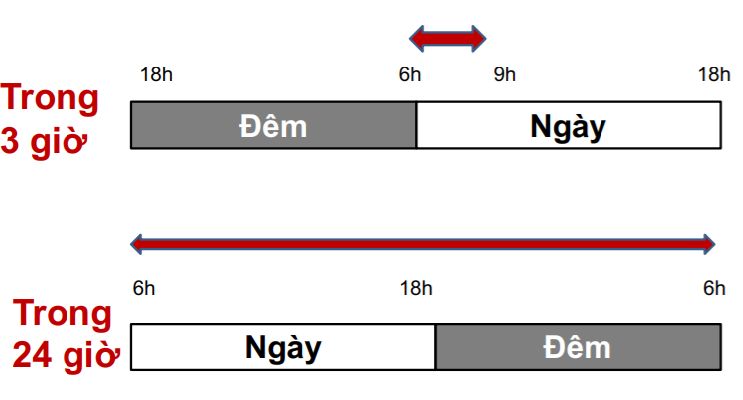 18h 6h 9h 18h
Trong
3 giờ
Đêm Ngày
6h 18h 6h
Trong
24 giờ
Ngày Đêm